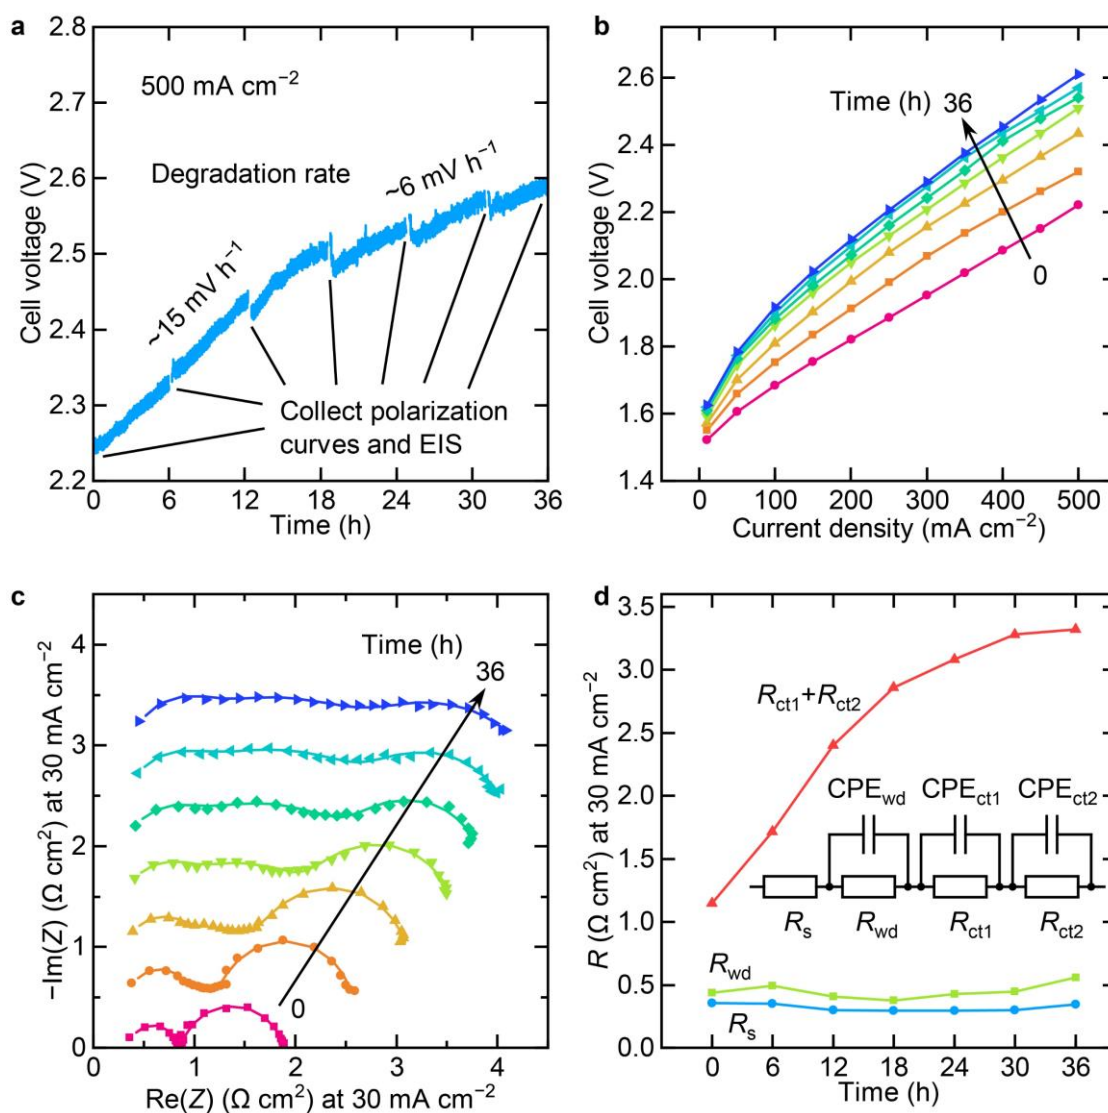 a
2.8
2.7
2.6
2.5
2.4
2.3
2.2
Cell voltage (V)
500 mA cm−2
Degradation rate
~15 mV h−1
~6 mV h−1
Collect polarization
curves and EIS
0 6 12 18 24 30 36
Time (h)
b
2.6
2.4
2.2
2.0
1.8
1.6
1.4
Cell voltage (V)
Time (h) 36
0
0 100 200 300 400 500
Current density (mA cm−2)
c
4
3
2
1
0
−Im(Z) (Ω cm2) at 30 mA cm−2
Time (h)
36
0
0 1 2 3 4
Re(Z) (Ω cm2) at 30 mA cm−2
d
3.5
3.0
2.5
2.0
1.5
1.0
0.5
0.0
R (Ω cm2) at 30 mA cm−2
Rct1+Rct2
CPEwd CPEct1 CPEct2
Rs Rwd Rct1 Rct2
Rwd
Rs
0 6 12 18 24 30 36
Time (h)